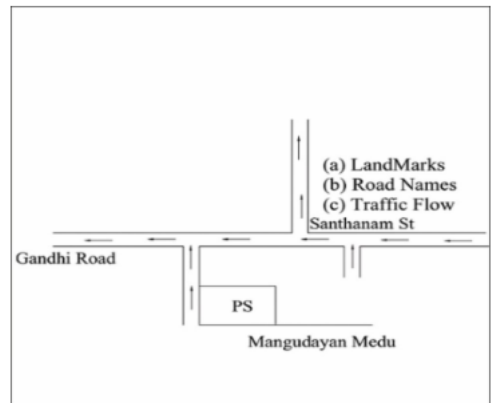 (a) LandMarks
(b) Road Names
(c) Traffic Flow
Santhanam St
Gandhi Road
PS
Mangudayan Medu